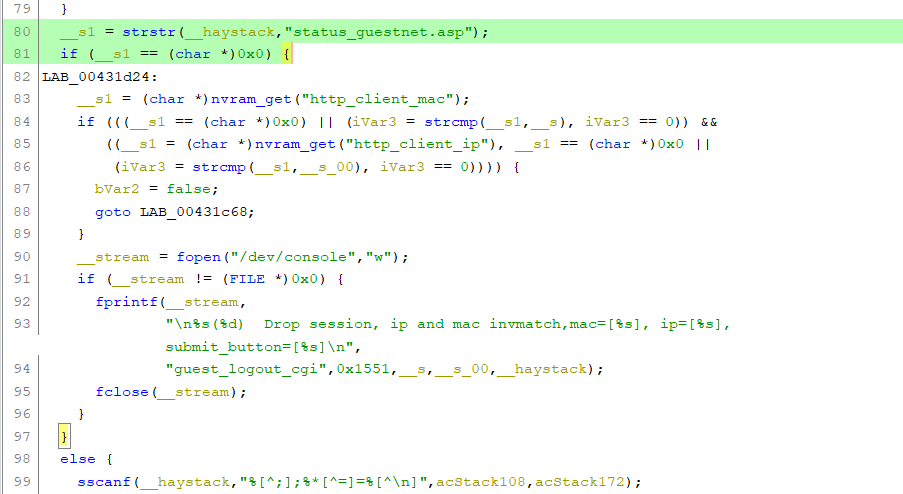 79 }
80 __s1 = strstr(__haystack,"status_guestnet.asp");
81 if (__s1 == (char *)0x0) {
82 LAB_00431d24:
83 __s1 = (char *)nvram_get("http_client_mac");
84 if (((__s1 == (char *)0x0) || (iVar3 = strcmp(__s1,__s), iVar3 == 0)) &&
85 ((__s1 = (char *)nvram_get("http_client_ip"), __s1 == (char *)0x0 ||
86 (iVar3 = strcmp(__s1,__s_00), iVar3 == 0)))) {
87 bVar2 = false;
88 goto LAB_00431c68;
89 }
90 __stream = fopen("/dev/console","w");
91 if (__stream != (FILE *)0x0) {
92 fprintf(__stream,
93 "\n%s(%d)  Drop session, ip and mac invmatch,mac=[%s], ip=[%s],
submit_button=[%s]\n",
94 "guest_logout_cgi",0x1551,__s,__s_00,__haystack);
95 fclose(__stream);
96 }
97 }
98 else {
99 sscanf(__haystack,"%[^;];%*[^=]=%[^\n]",acStack108,acStack172);